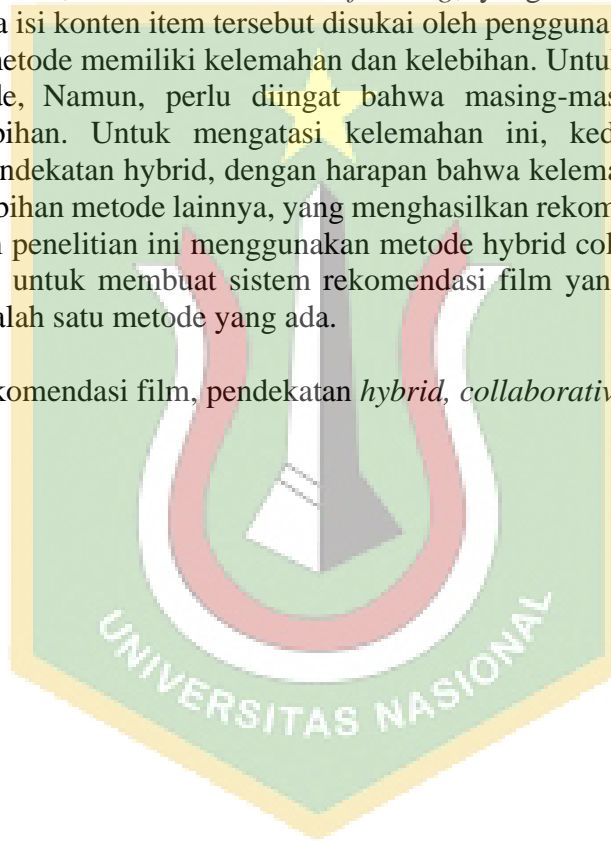 a isi konten item tersebut disukai oleh pengguna
metode memiliki kelemahan dan kelebihan. Untuk
de, Namun, perlu diingat bahwa masing-mas
bihan. Untuk mengatasi kelemahan ini, ked
ndekatan hybrid, dengan harapan bahwa kelema
bihan metode lainnya, yang menghasilkan rekom
n penelitian ini menggunakan metode hybrid col
untuk membuat sistem rekomendasi film yan
alah satu metode yang ada.
komendasi film, pendekatan hybrid, collaborativ
UNIVERSITAS NASIONAL